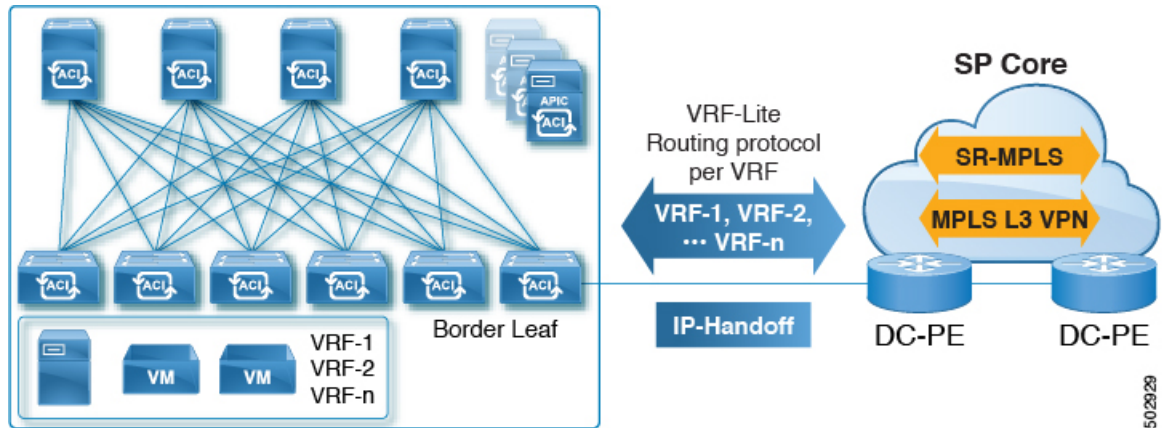 ACI
ACI
ACI
ACI
APIC
ACI
ACI
ACI
ACI
ACI
ACI
ACI
Border Leaf
VM
VM
VRF-1
VRF-2
VRF-n
VRF-Lite
Routing protocol
per VRF
VRF-1, VRF-2,
... VRF-n
IP-Handoff
SP Core
SR-MPLS
MPLS L3 VPN
DC-PE
DC-PE
502929